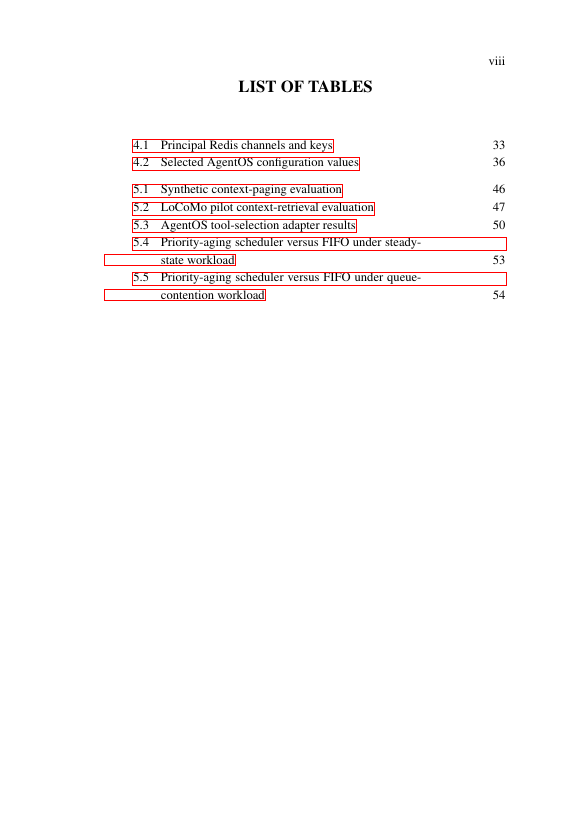 viii
LIST OF TABLES
4.1 Principal Redis channels and keys 33
4.2 Selected AgentOS configuration values 36
5.1 Synthetic context-paging evaluation 46
5.2 LoCoMo pilot context-retrieval evaluation 47
5.3 AgentOS tool-selection adapter results 50
5.4 Priority-aging scheduler versus FIFO under steady-
state workload 53
5.5 Priority-aging scheduler versus FIFO under queue-
contention workload 54